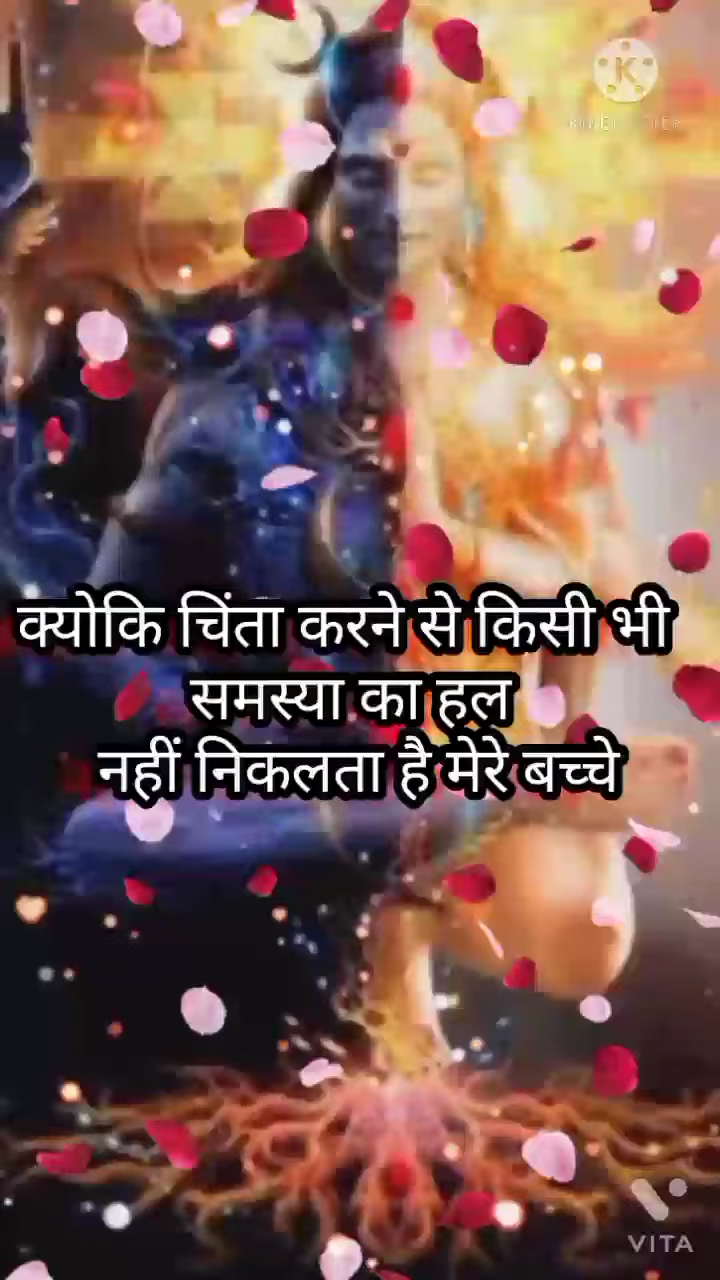 K
क्योकि चिंता करने से किसी भी
समस्या का हल
नहीं निकलता है मेरे बच्चे
VITA